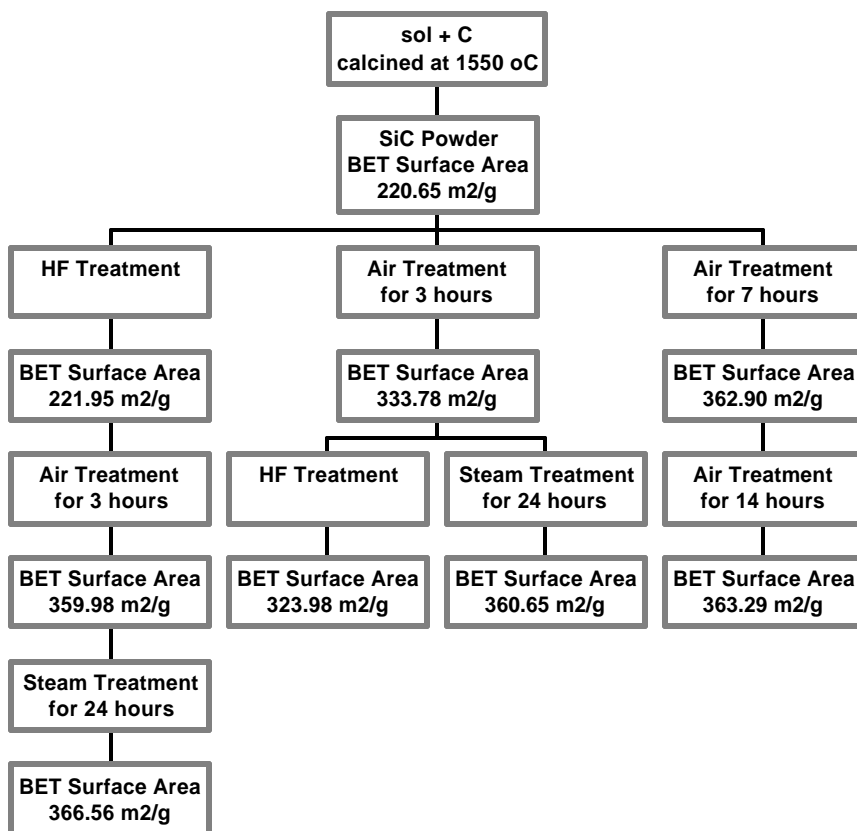 sol + C
calcined at 1550 oC
SiC Powder
BET Surface Area
220.65 m2/g
HF Treatment
Air Treatment
for 3 hours
Air Treatment
for 7 hours
BET Surface Area
221.95 m2/g
BET Surface Area
333.78 m2/g
BET Surface Area
362.90 m2/g
Air Treatment
for 3 hours
HF Treatment
Steam Treatment
for 24 hours
Air Treatment
for 14 hours
BET Surface Area
359.98 m2/g
BET Surface Area
323.98 m2/g
BET Surface Area
360.65 m2/g
BET Surface Area
363.29 m2/g
Steam Treatment
for 24 hours
BET Surface Area
366.56 m2/g